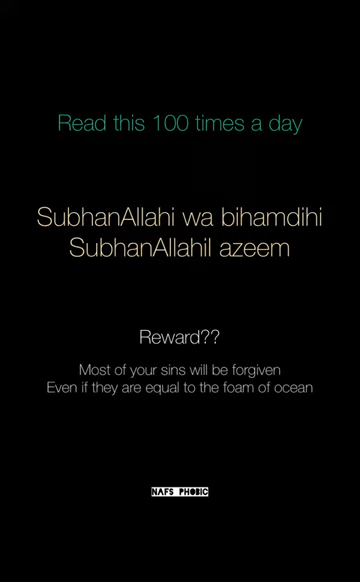 Read this 100 times a day
SubhanAllahi wa bihamdihi
SubhanAllahil azeem
Reward??
Most of your sins will be forgiven
Even if they are equal to the foam of ocean
NAFS PHOBIC